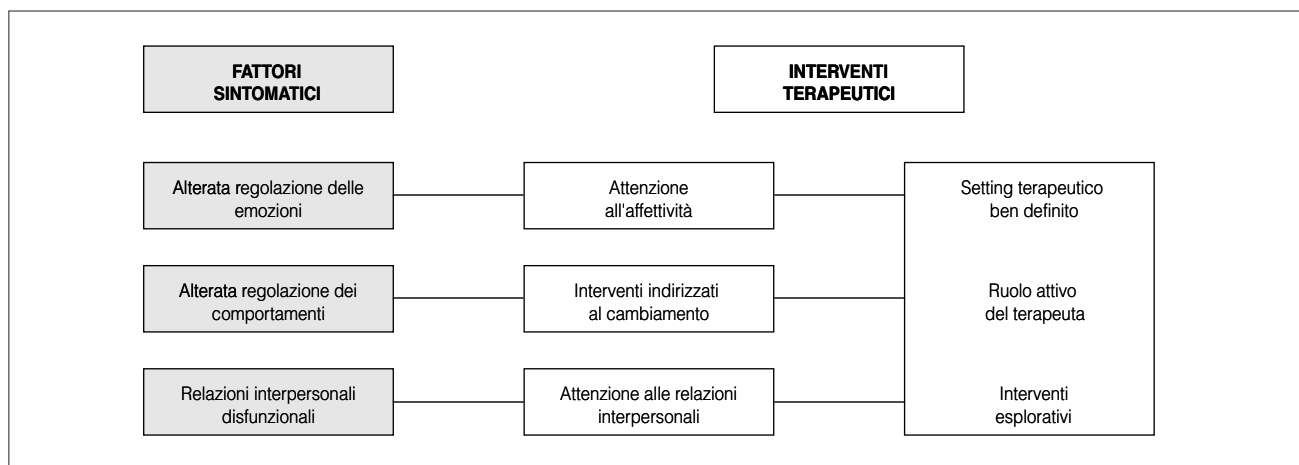 FATTORI
SINTOMATICI
INTERVENTI
TERAPEUTICI
Alterata regolazione delle
emozioni
Attenzione
all'affettività
Setting terapeutico
ben definito
Alterata regolazione dei
comportamenti
Interventi indirizzati
al cambiamento
Ruolo attivo
del terapeuta
Relazioni interpersonali
disfunzionali
Attenzione alle relazioni
interpersonali
Interventi
esplorativi